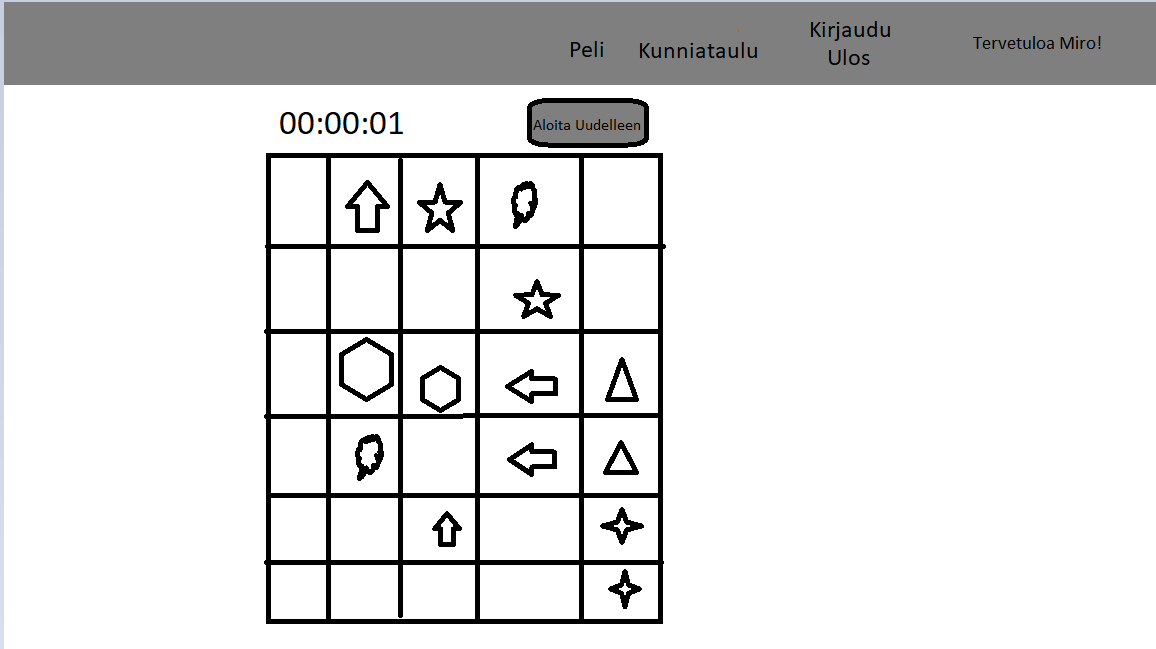 Peli
Kunniataulu
Kirjaudu
Ulos
Tervetuloa Miro!
00:00:01
Aloita Uudelleen